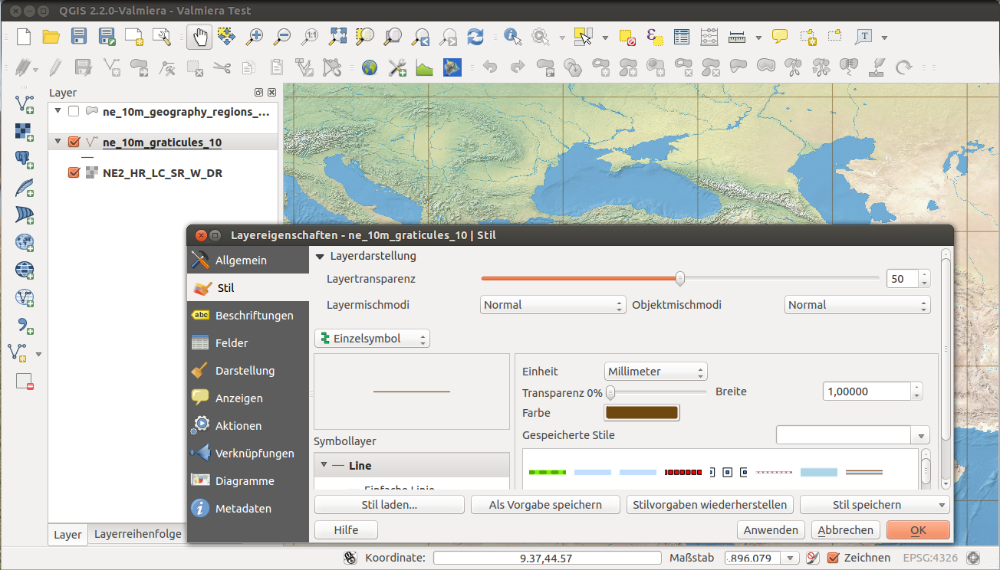 QGIS 2.2.0-Valmiera - Valmiera Test
Layer
ne_10m_geography_regions_...
ne_10m_graticules_10
NE2_HR_LC_SR_W_DR
Layereigenschaften - ne_10m_graticules_10 | Stil
Allgemein
Stil
abc Beschriftungen
Felder
Darstellung
Anzeigen
Aktionen
Verknüpfungen
Diagramme
Metadaten
Layerdarstellung
Layertransparenz 50
Layermischmodi Normal Objektmischmodi Normal
Einzelsymbol
Einheit Millimeter
Transparenz 0% Breite 1,00000
Farbe
Gespeicherte Stile
Symbollayer
Line
Einfache Linie
Stil laden... Als Vorgabe speichern Stilvorgaben wiederherstellen Stil speichern
Hilfe Anwenden Abbrechen OK
Layer Layerreihenfolge
Koordinate: 9.37,44.57 Maßstab .896.079 Zeichnen EPSG:4326